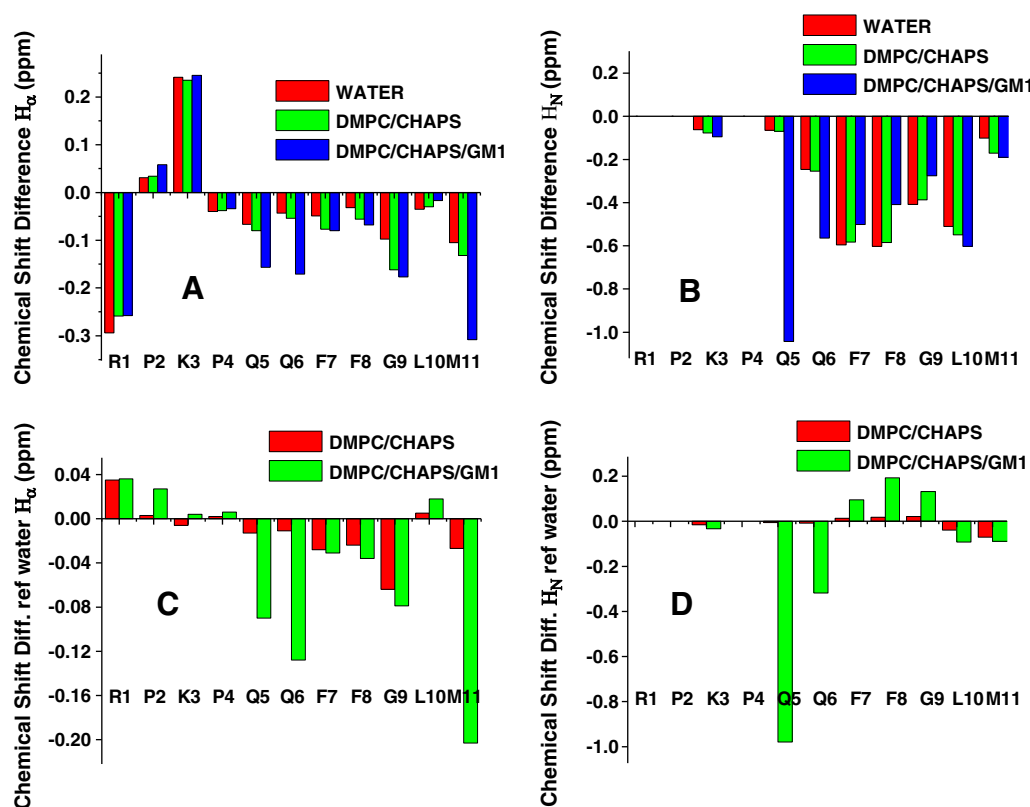 Chemical Shift Difference Hα (ppm)
0.2
0.1
0.0
-0.1
-0.2
-0.3
WATER
DMPC/CHAPS
DMPC/CHAPS/GM1
A
R1 P2 K3 P4 Q5 Q6 F7 F8 G9 L10 M11
Chemical Shift Difference HN (ppm)
0.2
0.0
-0.2
-0.4
-0.6
-0.8
-1.0
WATER
DMPC/CHAPS
DMPC/CHAPS/GM1
B
R1 P2 K3 P4 Q5 Q6 F7 F8 G9 L10 M11
Chemical Shift Diff. ref water Hα (ppm)
0.04
0.00
-0.04
-0.08
-0.12
-0.16
-0.20
DMPC/CHAPS
DMPC/CHAPS/GM1
C
R1 P2 K3 P4 Q5 Q6 F7 F8 G9 L10 M11
Chemical Shift Diff. HN ref water (ppm)
0.2
0.0
-0.2
-0.4
-0.6
-0.8
-1.0
DMPC/CHAPS
DMPC/CHAPS/GM1
D
R1 P2 K3 P4 Q5 Q6 F7 F8 G9 L10 M11